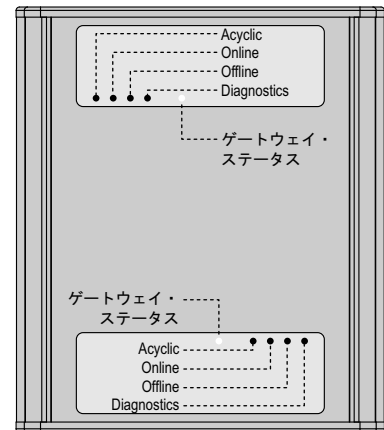 Acyclic
Online
Offline
Diagnostics
ゲートウェイ・
ステータス
ゲートウェイ・
ステータス
Acyclic
Online
Offline
Diagnostics